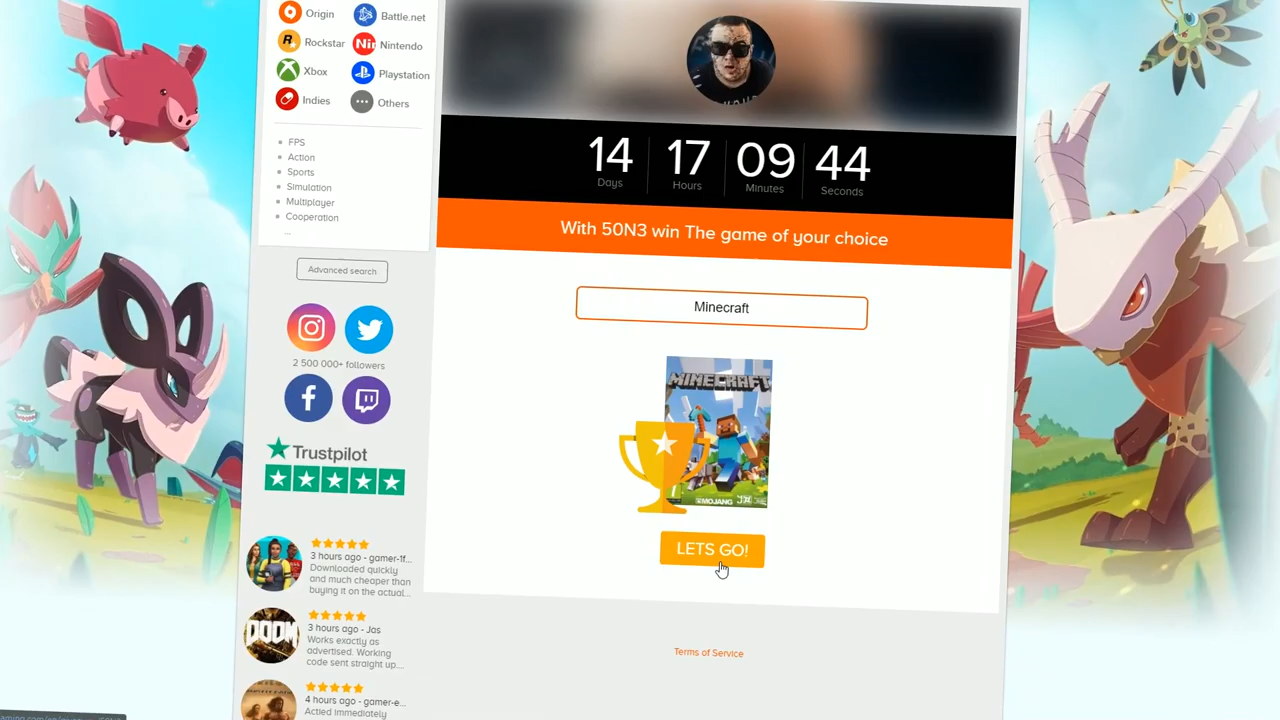 Origin
Battle.net
Rockstar
Nintendo
Xbox
Playstation
Indies
Others
FPS
Action
Sports
Simulation
Multiplayer
Cooperation
...
Advanced search
2 500 000+ followers
Trustpilot
3 hours ago - gamer-1f...
Downloaded quickly
and much cheaper than
buying it on the actual...
DOOM
3 hours ago - Jas
Works exactly as
advertised. Working
code sent straight up....
4 hours ago - gamer-e...
Actied immediately
14 17 09 44
Days Hours Minutes Seconds
With 50N3 win The game of your choice
Minecraft
MINECRAFT
MOJANG
LETS GO!
Terms of Service